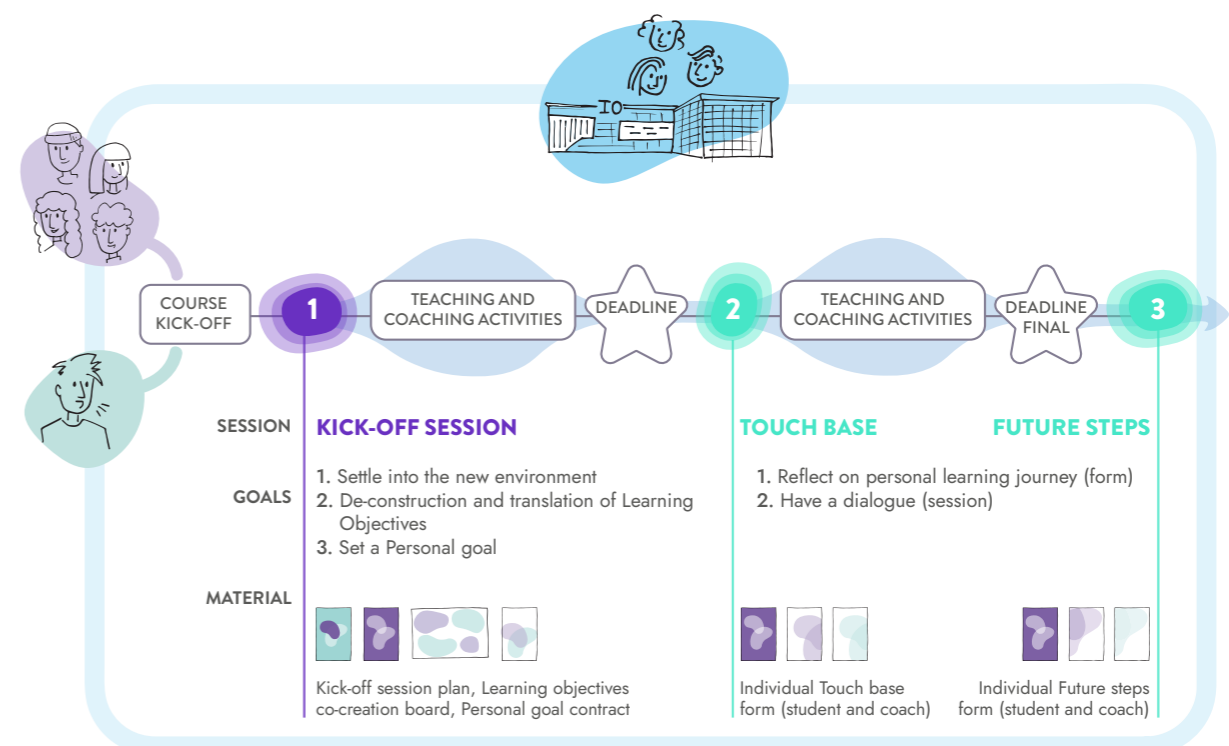 IO
COURSE
KICK-OFF
1
TEACHING AND
COACHING ACTIVITIES
DEADLINE
2
TEACHING AND
COACHING ACTIVITIES
DEADLINE
FINAL
3
SESSION
KICK-OFF SESSION
TOUCH BASE
FUTURE STEPS
GOALS
1. Settle into the new environment
2. De-construction and translation of Learning
Objectives
3. Set a Personal goal
1. Reflect on personal learning journey (form)
2. Have a dialogue (session)
MATERIAL
Kick-off session plan, Learning objectives
co-creation board, Personal goal contract
Individual Touch base
form (student and coach)
Individual Future steps
form (student and coach)